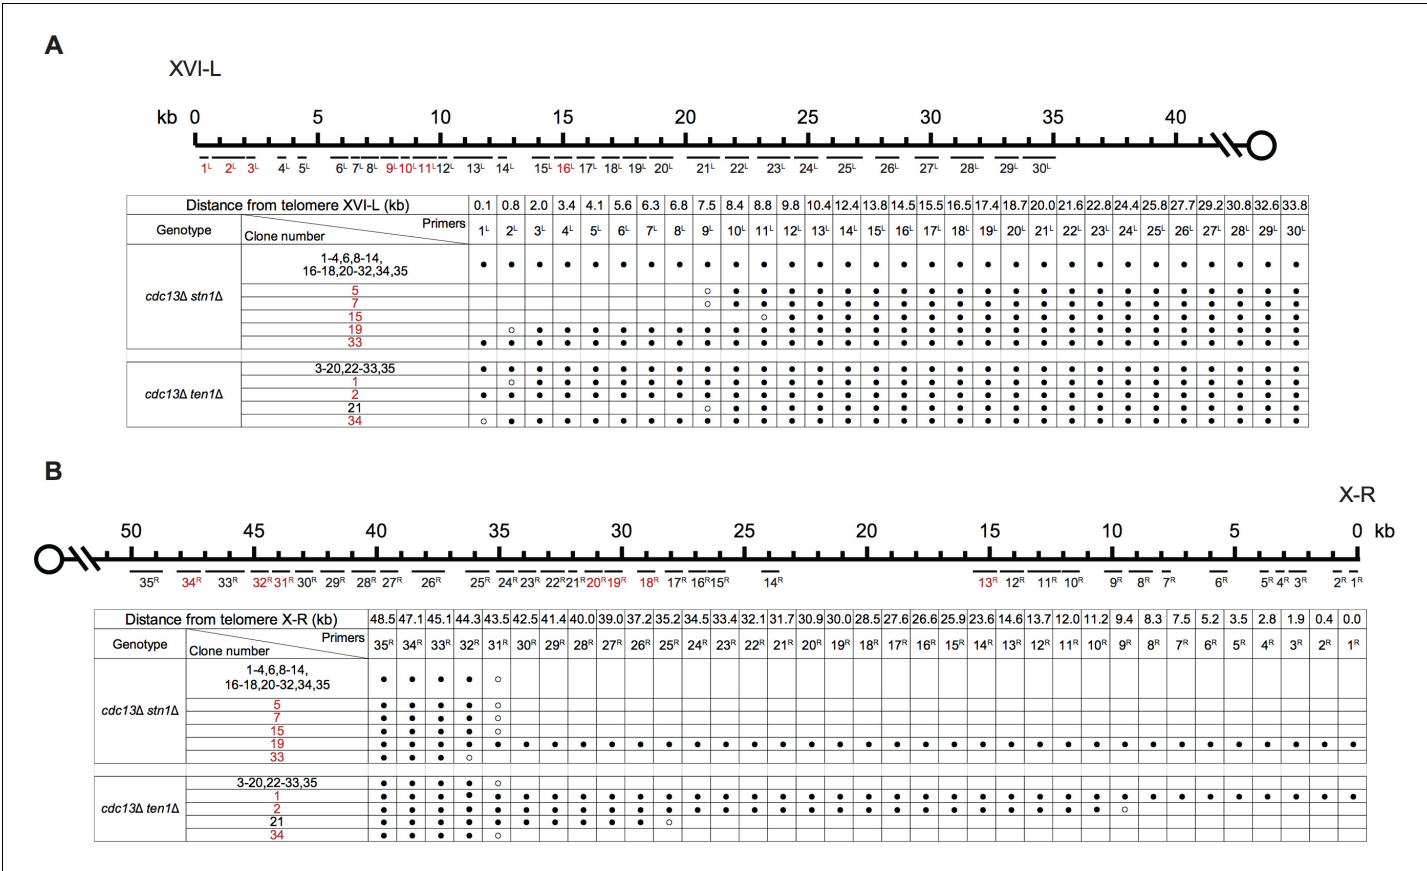 A
XVI-L
kb 0 5 10 15 20 25 30 35 40
1L 2L 3L 4L 5L 6L 7L 8L 9L 10L 11L 12L 13L 14L 15L 16L 17L 18L 19L 20L 21L 22L 23L 24L 25L 26L 27L 28L 29L 30L
Distance from telomere XVI-L (kb) 0.1 0.8 2.0 3.4 4.1 5.6 6.3 6.8 7.5 8.4 8.8 9.8 10.4 12.4 13.8 14.5 15.5 16.5 17.4 18.7 20.0 21.6 22.8 24.4 25.8 27.7 29.2 30.8 32.6 33.8
Genotype Clone number Primers 1L 2L 3L 4L 5L 6L 7L 8L 9L 10L 11L 12L 13L 14L 15L 16L 17L 18L 19L 20L 21L 22L 23L 24L 25L 26L 27L 28L 29L 30L
cdc13Δ stn1Δ
1-4,6,8-14,
16-18,20-32,34,35
5
7
15
19
33
cdc13Δ ten1Δ
3-20,22-33,35
1
2
21
34
B
X-R
50 45 40 35 30 25 20 15 10 5 0 kb
35R 34R 33R 32R 31R 30R 29R 28R 27R 26R 25R 24R 23R 22R 21R 20R 19R 18R 17R 16R 15R 14R 13R 12R 11R 10R 9R 8R 7R 6R 5R 4R 3R 2R 1R
Distance from telomere X-R (kb) 48.5 47.1 45.1 44.3 43.5 42.5 41.4 40.0 39.0 37.2 35.2 34.5 33.4 32.1 31.7 30.9 30.0 28.5 27.6 26.6 25.9 23.6 14.6 13.7 12.0 11.2 9.4 8.3 7.5 5.2 3.5 2.8 1.9 0.4 0.0
Genotype Clone number Primers 35R 34R 33R 32R 31R 30R 29R 28R 27R 26R 25R 24R 23R 22R 21R 20R 19R 18R 17R 16R 15R 14R 13R 12R 11R 10R 9R 8R 7R 6R 5R 4R 3R 2R 1R
cdc13Δ stn1Δ
1-4,6,8-14,
16-18,20-32,34,35
5
7
15
19
33
cdc13Δ ten1Δ
3-20,22-33,35
1
2
21
34